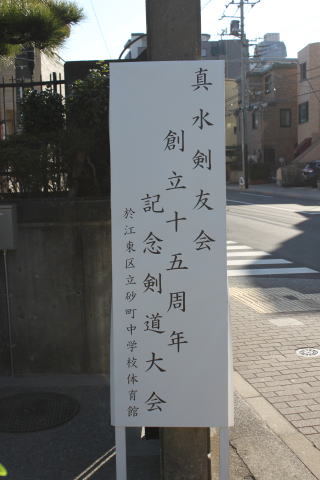 真水剣友会
創立十五周年
記念剣道大会
於江東区立砂町中学校体育館